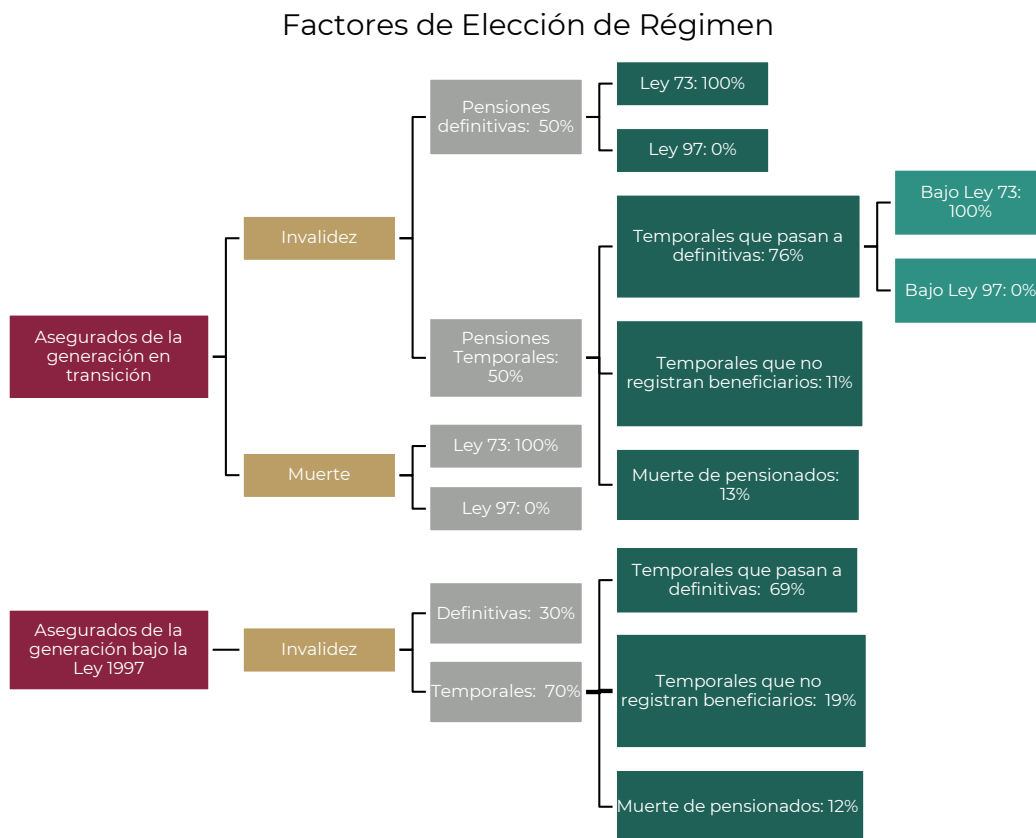 Factores de Elección de Régimen
Asegurados de la
generación en
transición
Invalidez
Pensiones
definitivas: 50%
Ley 73: 100%
Ley 97: 0%
Pensiones
Temporales:
50%
Temporales que pasan a
definitivas: 76%
Bajo Ley 73:
100%
Bajo Ley 97: 0%
Temporales que no
registran beneficiarios: 11%
Muerte de pensionados:
13%
Muerte
Ley 73: 100%
Ley 97: 0%
Asegurados de la
generación bajo la
Ley 1997
Invalidez
Definitivas: 30%
Temporales: 70%
Temporales que pasan a
definitivas: 69%
Temporales que no
registran beneficiarios: 19%
Muerte de pensionados: 12%